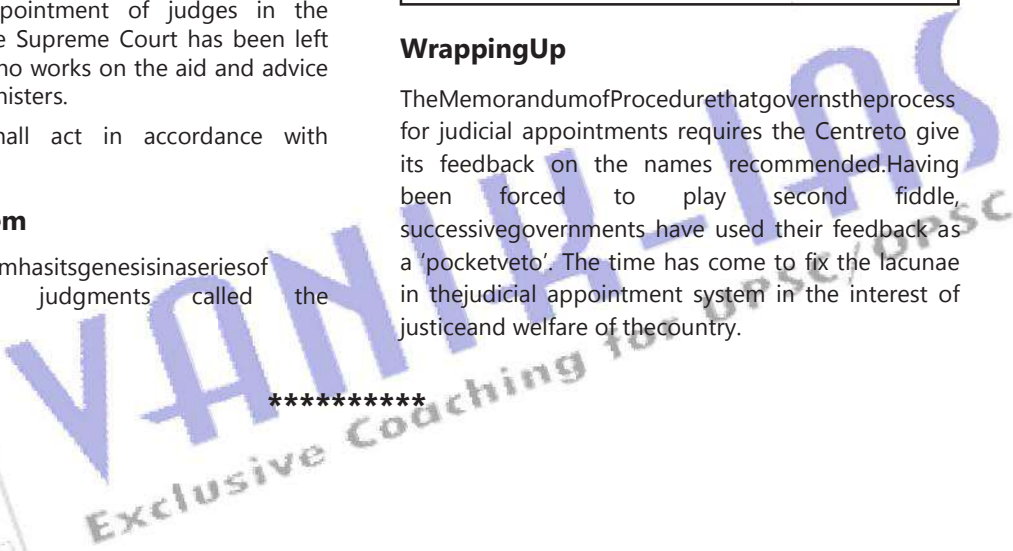 pointment of judges in the
e Supreme Court has been left
ho works on the aid and advice
nisters.
all act in accordance with
em
mhasitsgenesisinaseriesof
judgments called the
WrappingUp
TheMemorandumofProcedurethatgovernstheprocess
for judicial appointments requires the Centreto give
its feedback on the names recommended.Having
been forced to play second fiddle,
successivegovernments have used their feedback as
a 'pocketveto'. The time has come to fix the lacunae
in thejudicial appointment system in the interest of
justiceand welfare of thecountry.
**********
VANIK-IAS
Exclusive Coaching for UPSC/OPSC